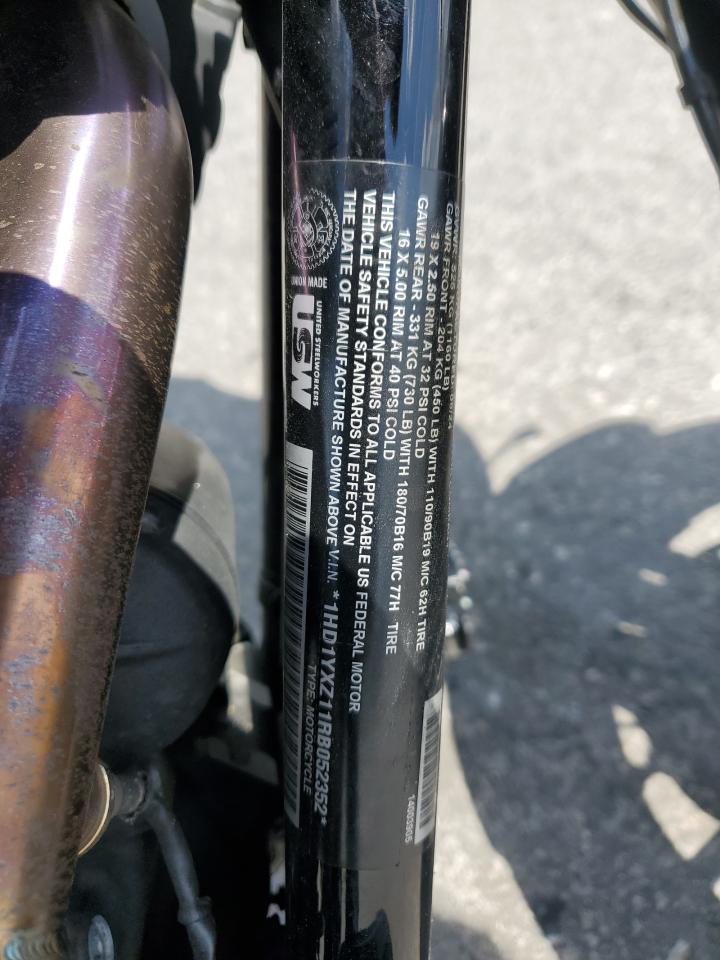 GAWR FRONT - 204 KG (450 LB) WITH 110/90B19 M/C 62H TIRE
19 X 2.50 RIM AT 32 PSI COLD
GAWR REAR - 331 KG (730 LB) WITH 180/70B16 M/C 77H TIRE
16 X 5.00 RIM AT 40 PSI COLD
THIS VEHICLE CONFORMS TO ALL APPLICABLE US FEDERAL MOTOR
VEHICLE SAFETY STANDARDS IN EFFECT ON
THE DATE OF MANUFACTURE SHOWN ABOVE V.I.N. *1HD1YXZ11RB052352*
TYPE: MOTORCYCLE
UNION MADE
USW
UNITED STEELWORKERS
14003905